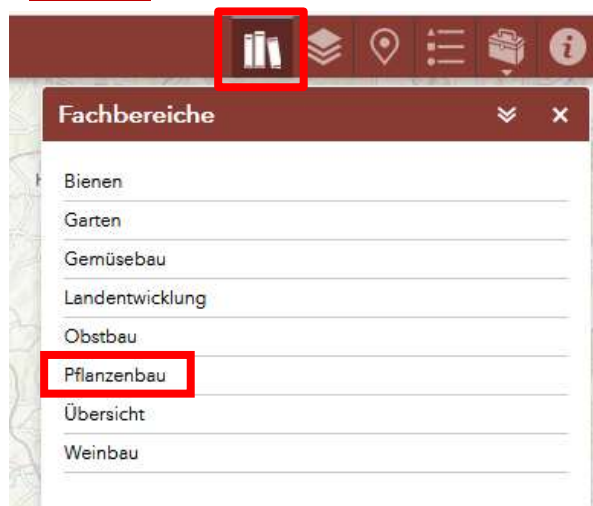 Fachbereiche
Bienen
Garten
Gemüsebau
Landentwicklung
Obstbau
Pflanzenbau
Übersicht
Weinbau